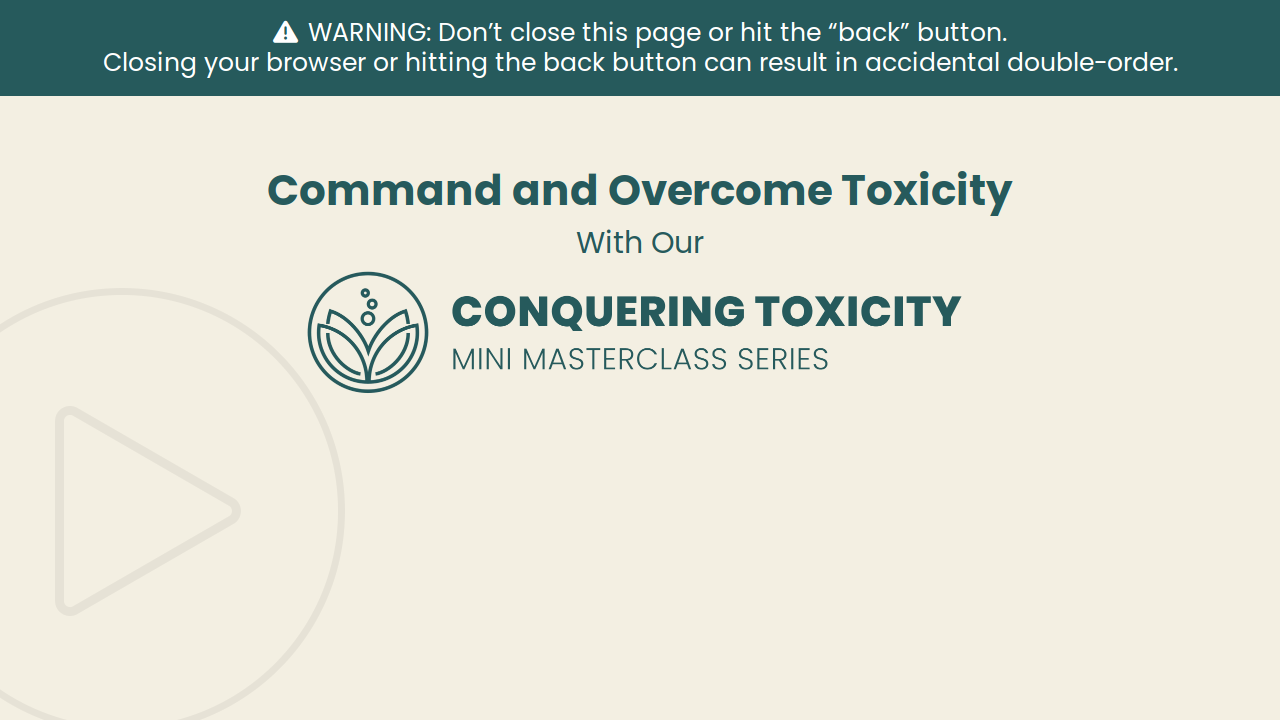 WARNING: Don’t close this page or hit the “back” button.
Closing your browser or hitting the back button can result in accidental double-order.
Command and Overcome Toxicity
With Our
CONQUERING TOXICITY
MINI MASTERCLASS SERIES